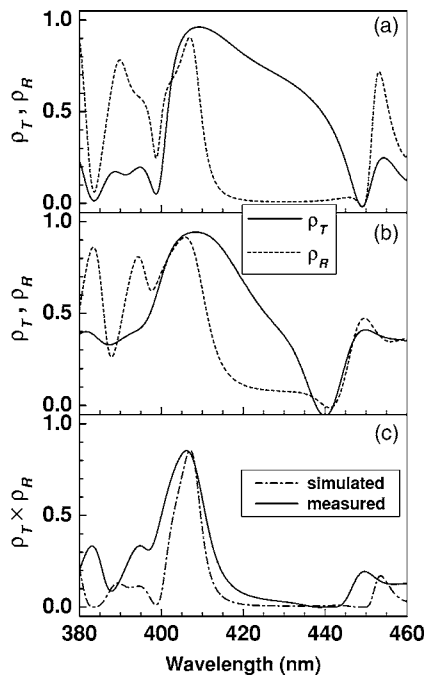 (a)
1.0
0.5
0.0
ρT , ρR
ρT
ρR
(b)
1.0
0.5
0.0
ρT , ρR
(c)
1.0
0.5
0.0
ρT × ρR
simulated
measured
380 400 420 440 460
Wavelength (nm)